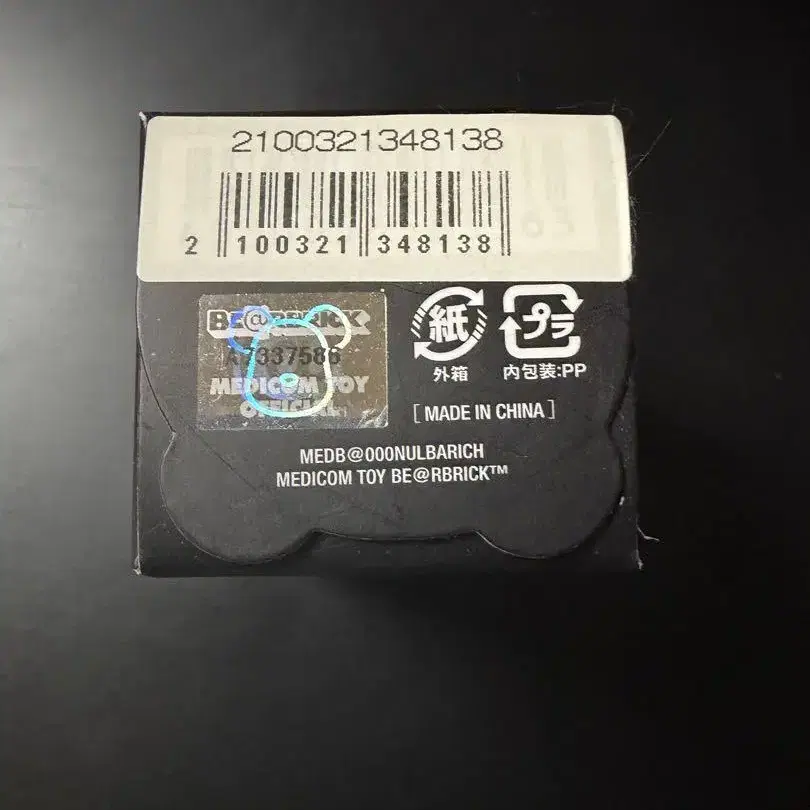 2100321348138
2 100321 348138
BE@RBRICK
A7337586
MEDICOM TOY
OFFICIAL
紙
外箱
プラ
内包装:PP
[MADE IN CHINA]
MEDB@000NULBARICH
MEDICOM TOY BE@RBRICK™